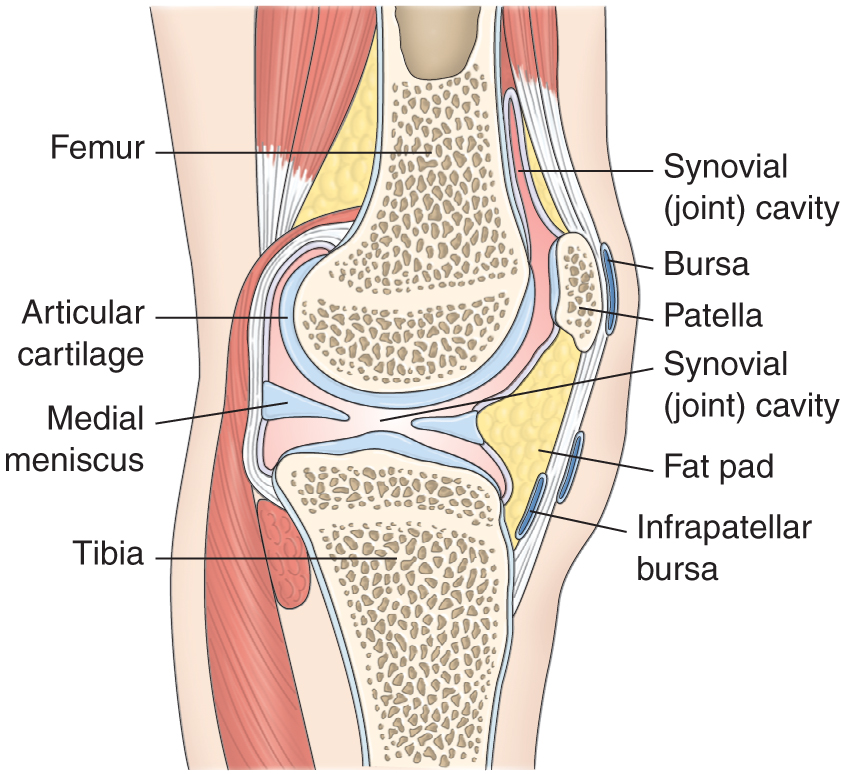 Femur
Articular
cartilage
Medial
meniscus
Tibia
Synovial
(joint) cavity
Bursa
Patella
Synovial
(joint) cavity
Fat pad
Infrapatellar
bursa